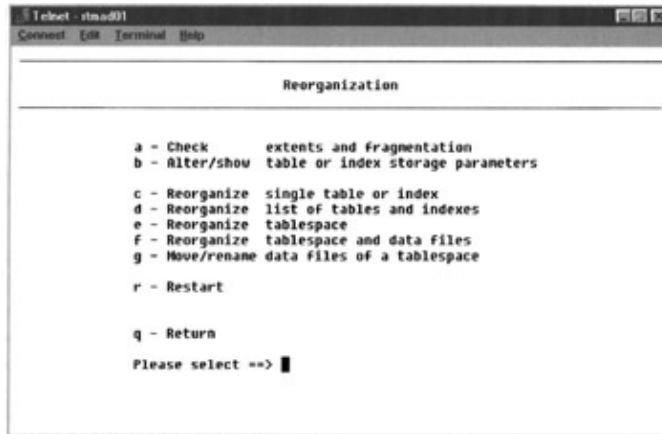 Telnet - rtmad01
Connect Edit Terminal Help
Reorganization
a - Check extents and fragmentation
b - Alter/show table or index storage parameters
c - Reorganize single table or index
d - Reorganize list of tables and indexes
e - Reorganize tablespace
f - Reorganize tablespace and data files
g - Move/rename data files of a tablespace
r - Restart
q - Return
Please select ==>